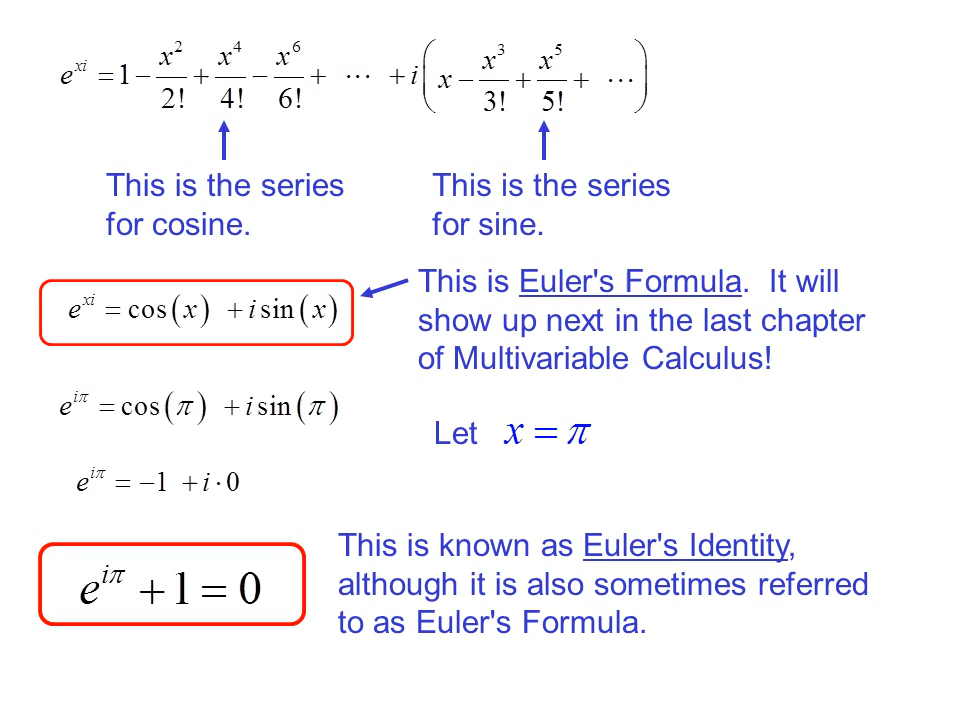 e^{xi} = 1 − x²/2! + x⁴/4! − x⁶/6! + ⋯ + i(x − x³/3! + x⁵/5! + ⋯)
This is the series
for cosine.
This is the series
for sine.
This is Euler's Formula. It will
show up next in the last chapter
of Multivariable Calculus!
e^{xi} = cos(x) + i sin(x)
e^{iπ} = cos(π) + i sin(π)
Let x = π
e^{iπ} = −1 + i · 0
This is known as Euler's Identity,
although it is also sometimes referred
to as Euler's Formula.
e^{iπ} + 1 = 0